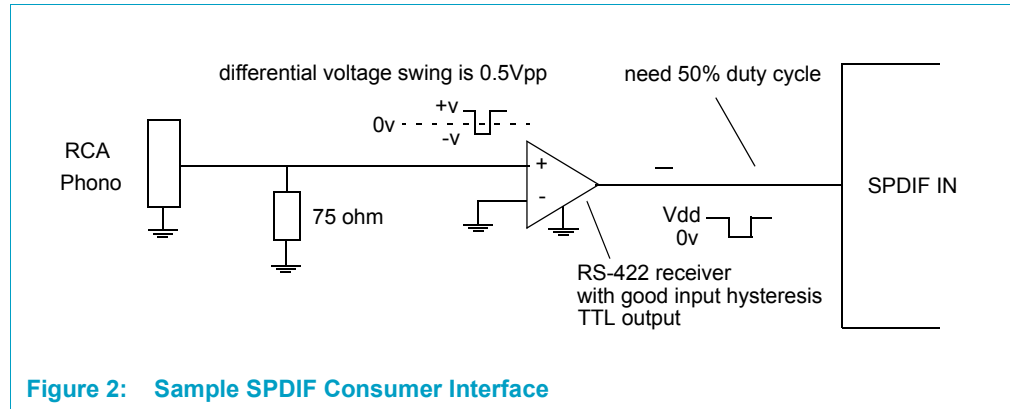 differential voltage swing is 0.5Vpp
need 50% duty cycle
+v
0v
-v
RCA
Phono
+
-
SPDIF IN
75 ohm
Vdd
0v
RS-422 receiver
with good input hysteresis
TTL output
Figure 2: Sample SPDIF Consumer Interface